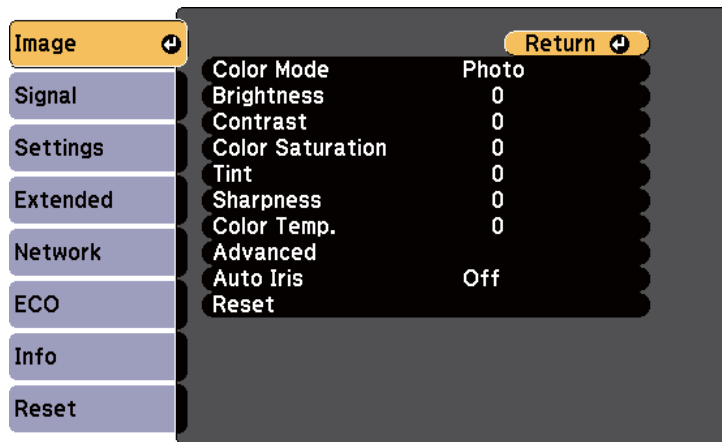 Image
Signal
Settings
Extended
Network
ECO
Info
Reset
Return
Color Mode Photo
Brightness 0
Contrast 0
Color Saturation 0
Tint 0
Sharpness 0
Color Temp. 0
Advanced
Auto Iris Off
Reset